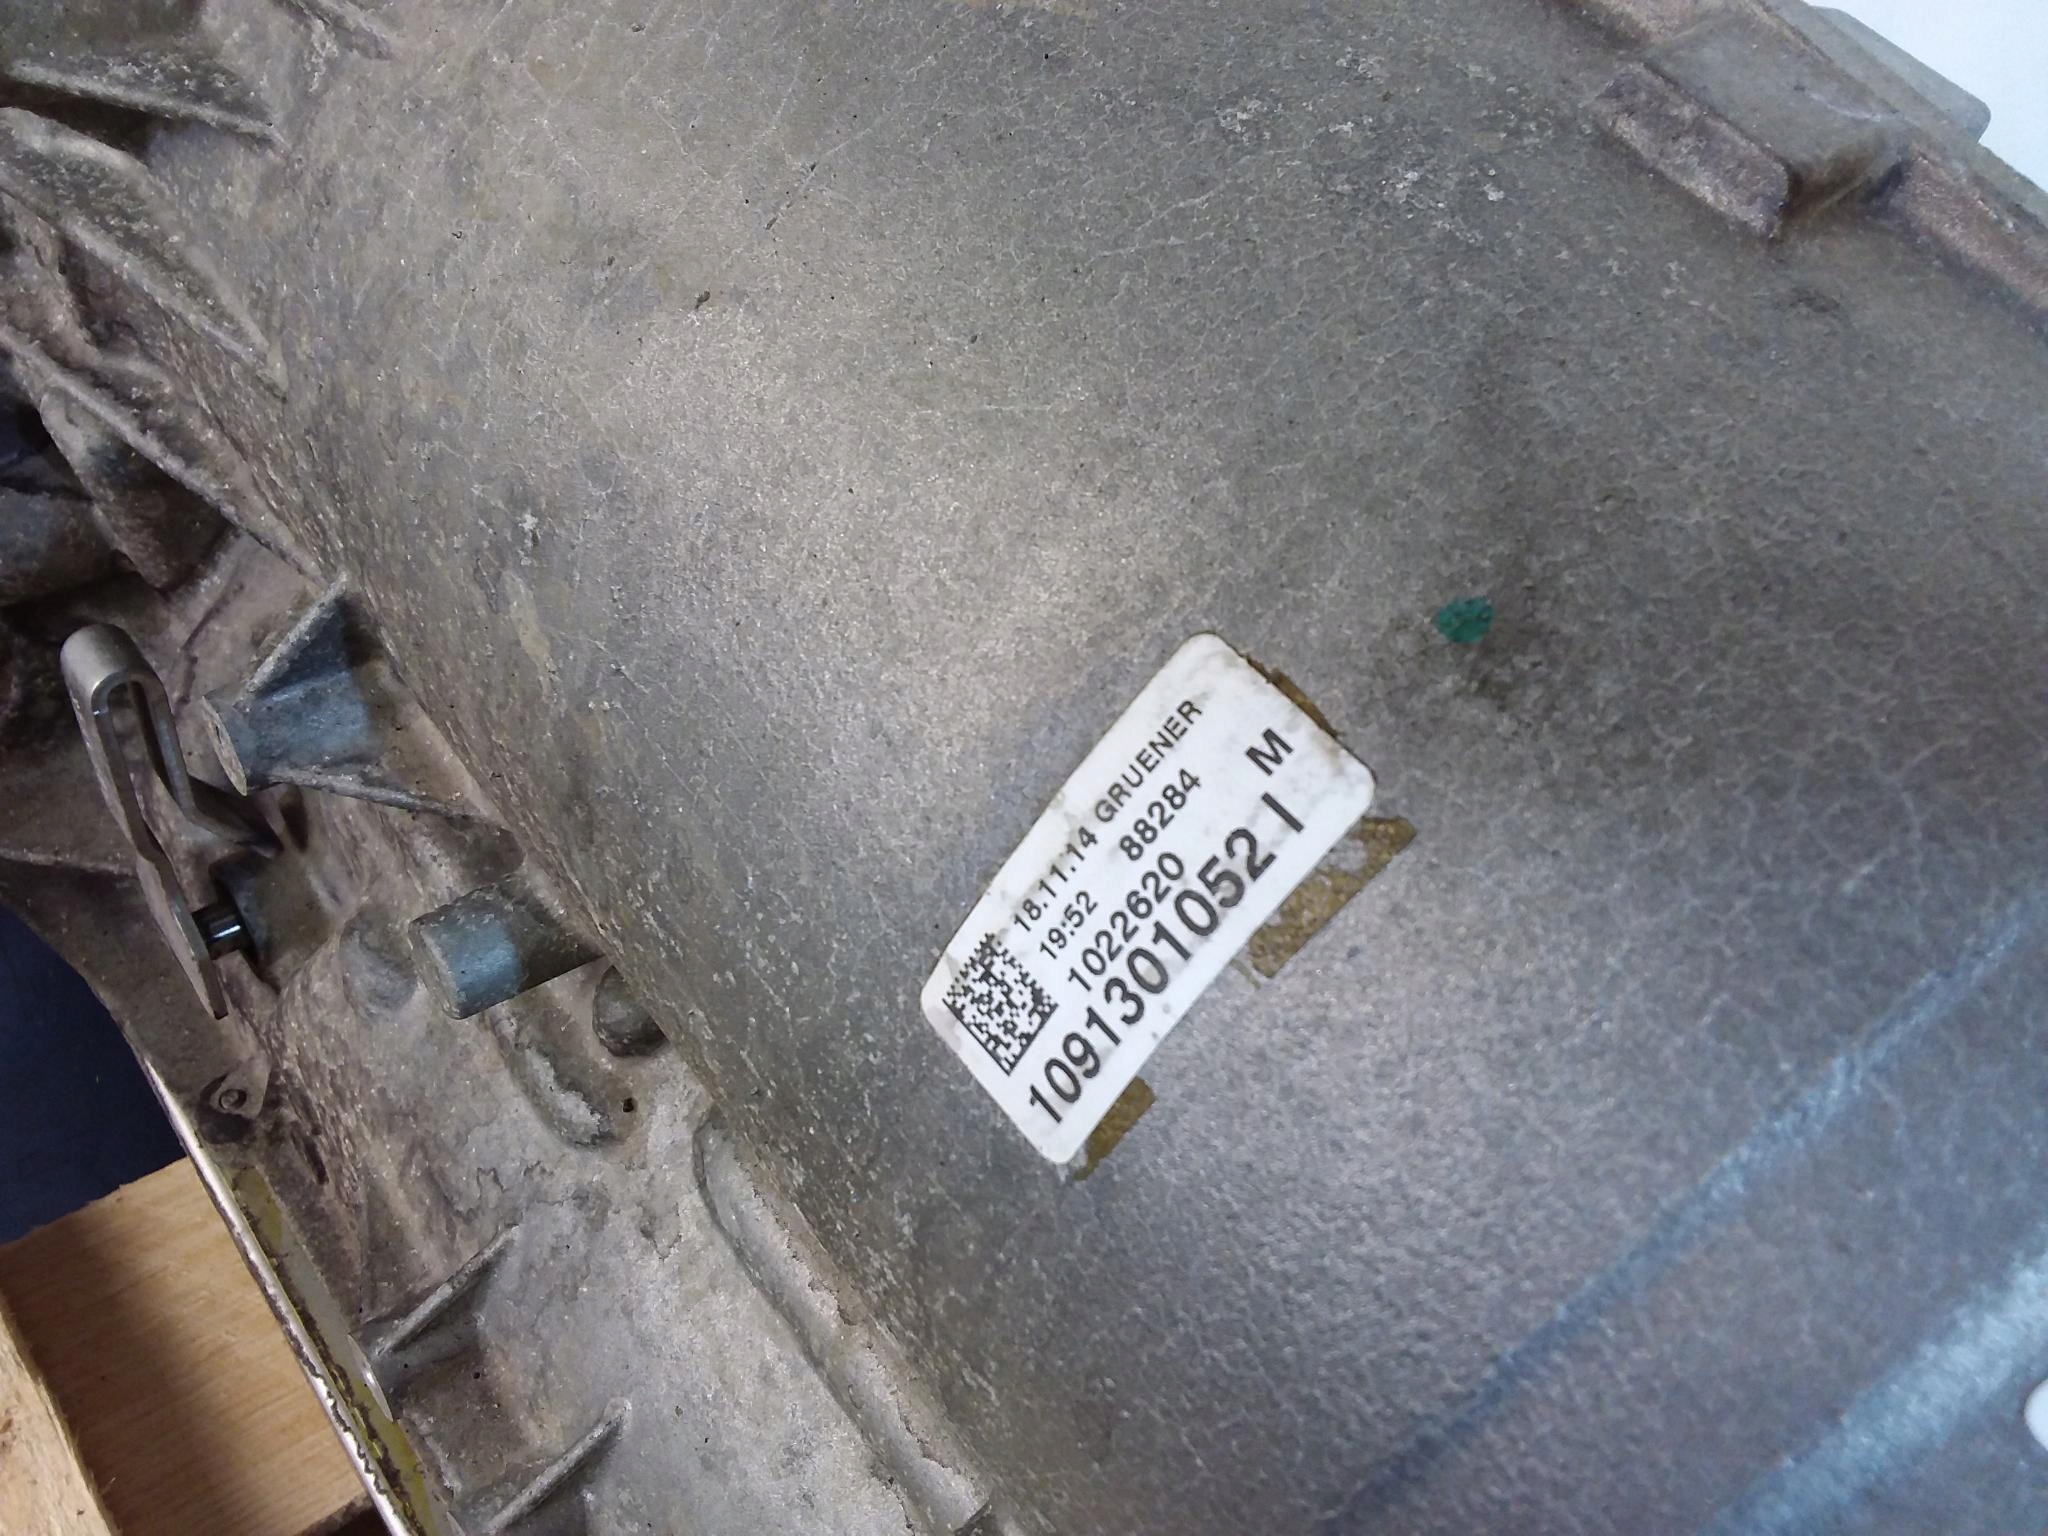 18.11.14 GRUENER
19:52 88284
1022620 M
1091301052 I